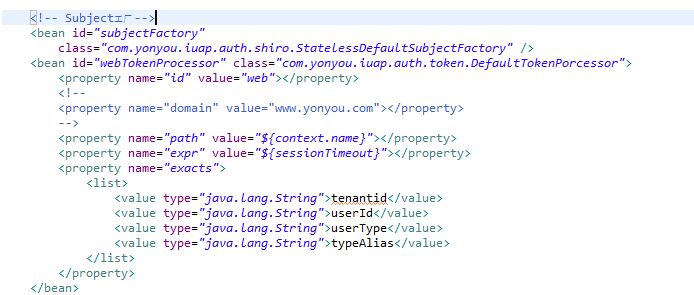 <!-- Subject工厂-->
<bean id="subjectFactory"
class="com.yonyou.iuap.auth.shiro.StatelessDefaultSubjectFactory" />
<bean id="webTokenProcessor" class="com.yonyou.iuap.auth.token.DefaultTokenPorcessor">
<property name="id" value="web"></property>
<!--
<property name="domain" value="www.yonyou.com"></property>
-->
<property name="path" value="${context.name}"></property>
<property name="expr" value="${sessionTimeout}"></property>
<property name="exacts">
<list>
<value type="java.lang.String">tenantid</value>
<value type="java.lang.String">userId</value>
<value type="java.lang.String">userType</value>
<value type="java.lang.String">typeAlias</value>
</list>
</property>
</bean>